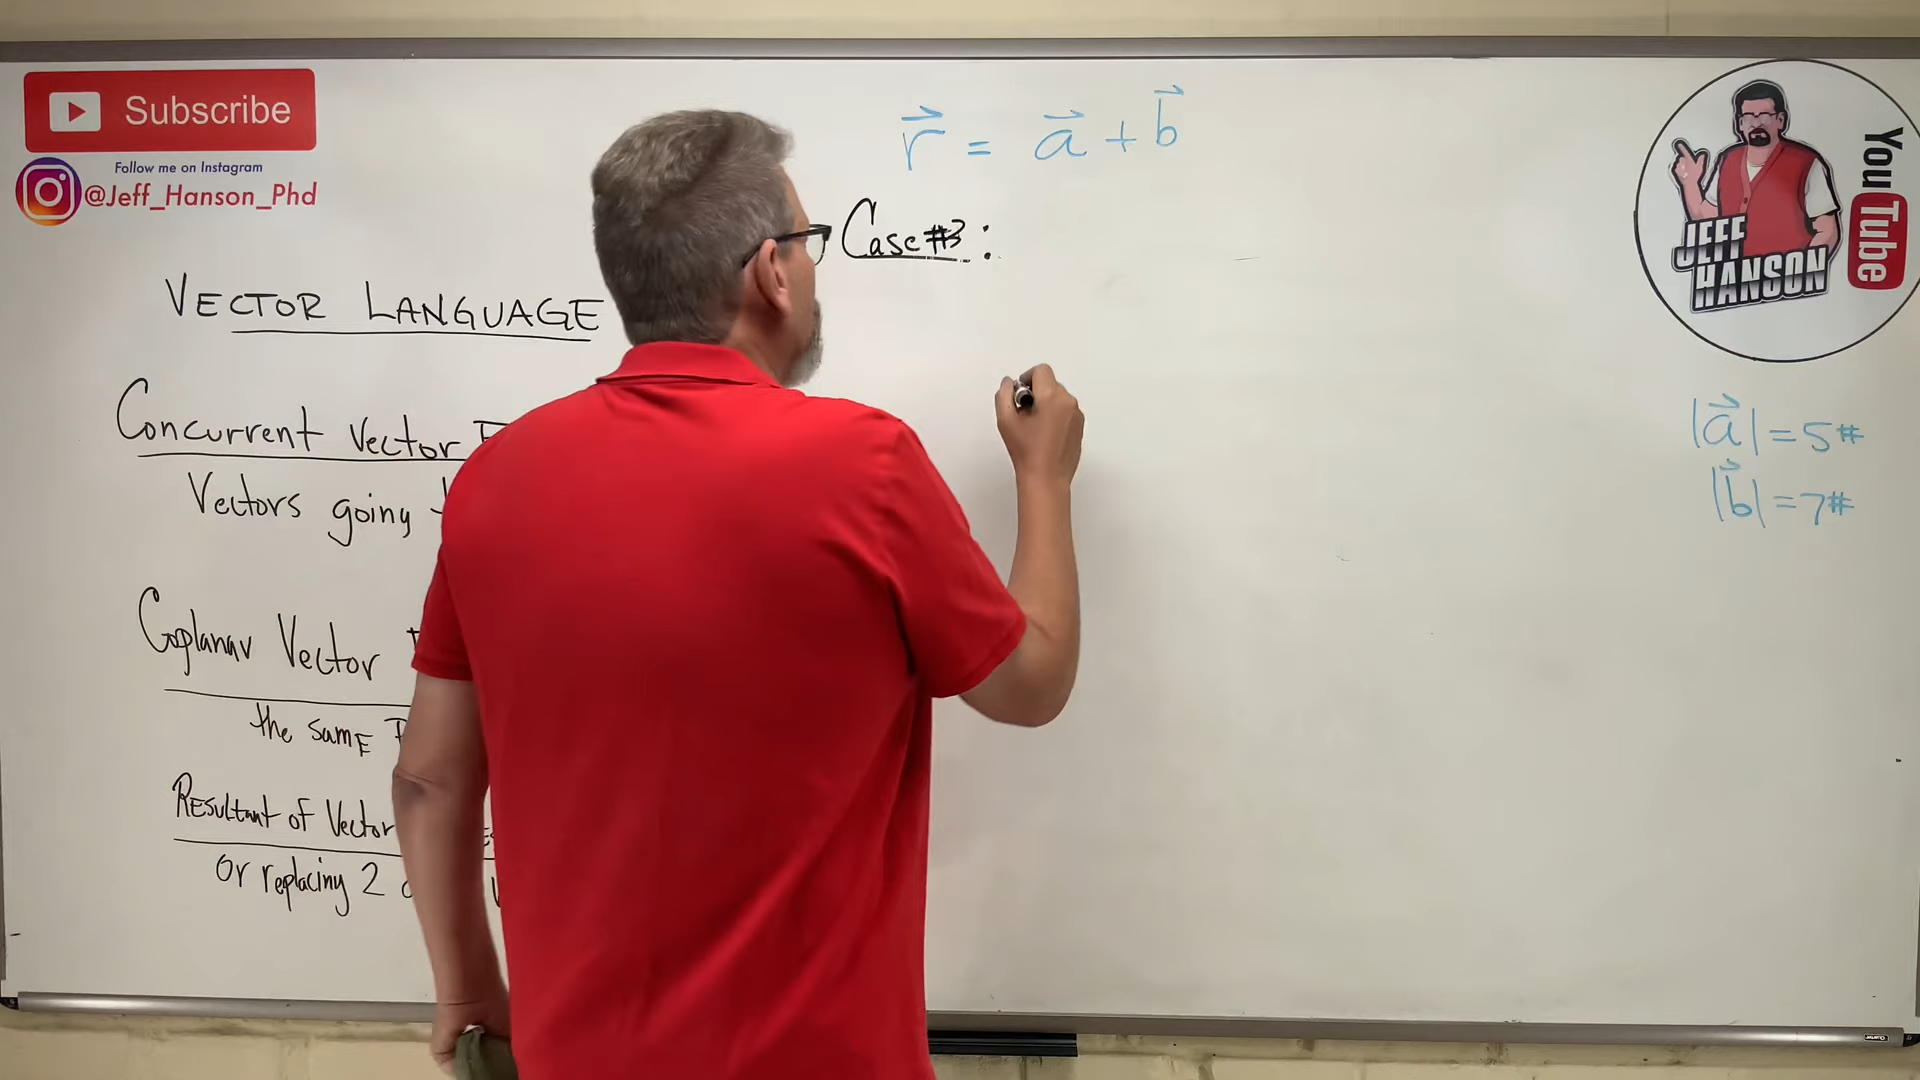 Subscribe
Follow me on Instagram
@Jeff_Hanson_Phd
VECTOR LANGUAGE
Concurrent Vector
Vectors going
Coplanar Vector
the same
Resultant of Vector
or replacing 2
r⃗ = a⃗ + b⃗
Case #3:
JEFF
HANSON
YouTube
|a⃗| = 5#
|b⃗| = 7#